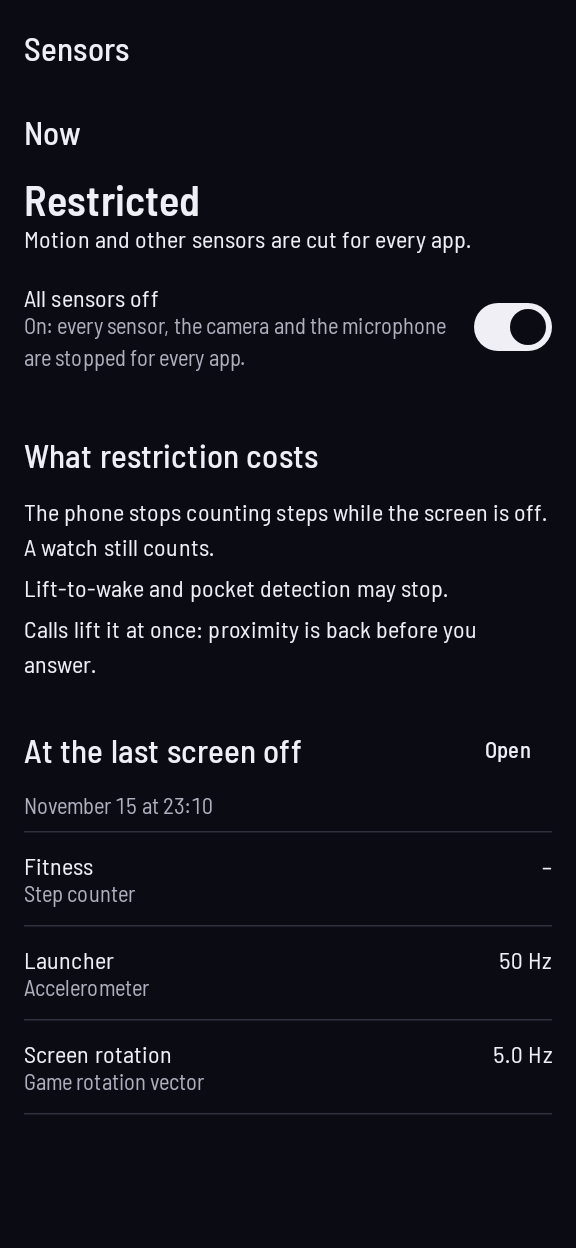 Sensors
Now
Restricted
Motion and other sensors are cut for every app.
All sensors off
On: every sensor, the camera and the microphone
are stopped for every app.
What restriction costs
The phone stops counting steps while the screen is off.
A watch still counts.
Lift-to-wake and pocket detection may stop.
Calls lift it at once: proximity is back before you
answer.
At the last screen off
Open
November 15 at 23:10
Fitness
–
Step counter
Launcher
50 Hz
Accelerometer
Screen rotation
5.0 Hz
Game rotation vector